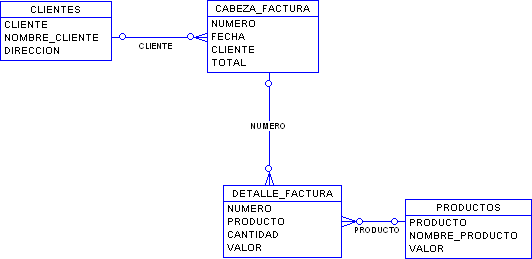 CLIENTES
CLIENTE
NOMBRE_CLIENTE
DIRECCION
CLIENTE
CABEZA_FACTURA
NUMERO
FECHA
CLIENTE
TOTAL
NUMERO
DETALLE_FACTURA
NUMERO
PRODUCTO
CANTIDAD
VALOR
PRODUCTO
PRODUCTOS
PRODUCTO
NOMBRE_PRODUCTO
VALOR